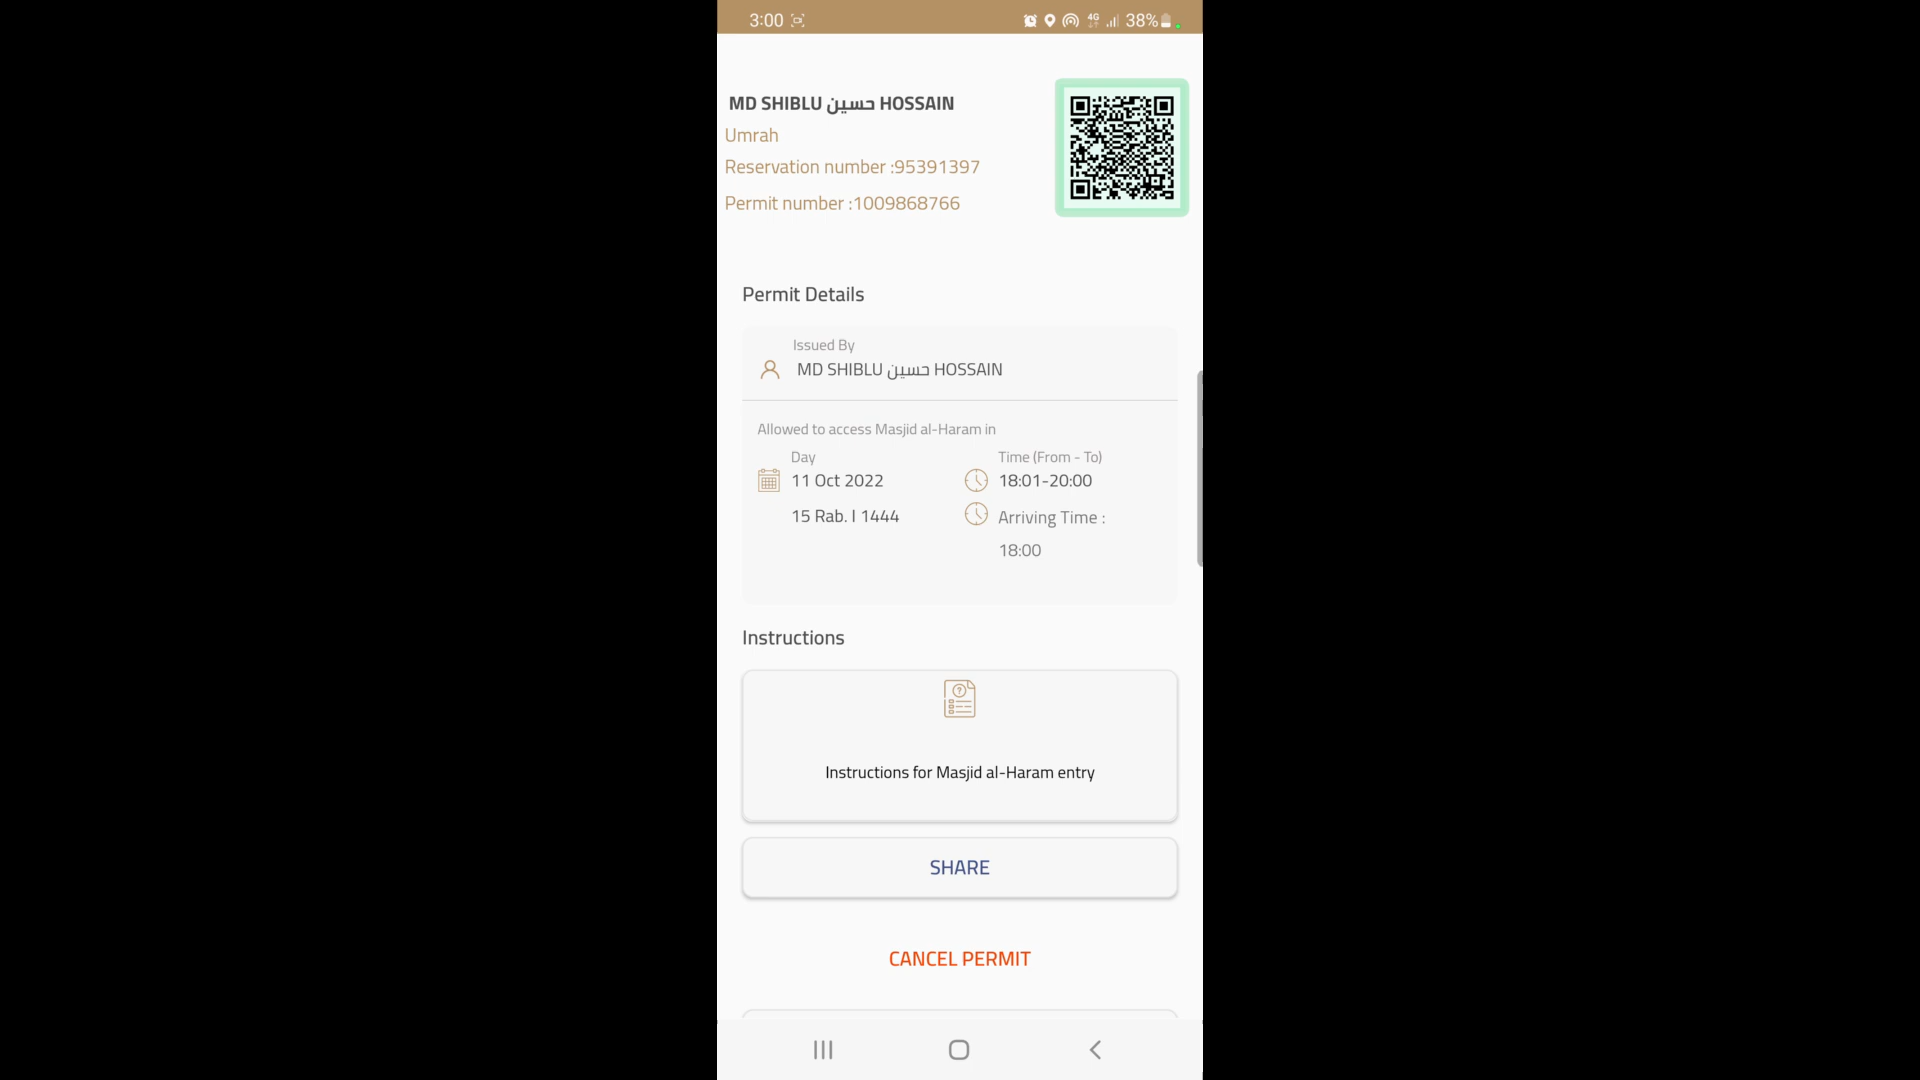 3:00
4G 38%
MD SHIBLU حسين HOSSAIN
Umrah
Reservation number :95391397
Permit number :1009868766
Permit Details
Issued By
MD SHIBLU حسين HOSSAIN
Allowed to access Masjid al-Haram in
Day
Time (From - To)
11 Oct 2022
18:01-20:00
15 Rab. I 1444
Arriving Time :
18:00
Instructions
Instructions for Masjid al-Haram entry
SHARE
CANCEL PERMIT